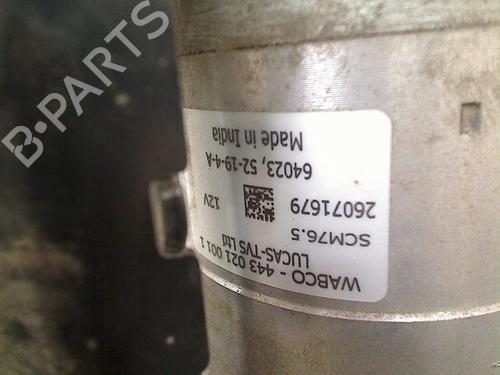 B-PARTS
WABCO - 443 021 001 1
LUCAS-TVS Ltd
SCM76.5
26071679
12V
64023, 52-19-4-A
Made in India